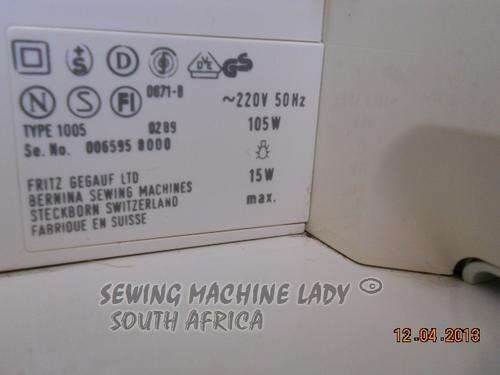 S D D'E GS
N S FI 0871-8
~220V 50Hz
TYPE 1005 0289 105W
Se. No. 006595 8000
15W
max.
FRITZ GEGAUF LTD
BERNINA SEWING MACHINES
STECKBORN SWITZERLAND
FABRIQUE EN SUISSE
SEWING MACHINE LADY ©
SOUTH AFRICA
12.04.2013